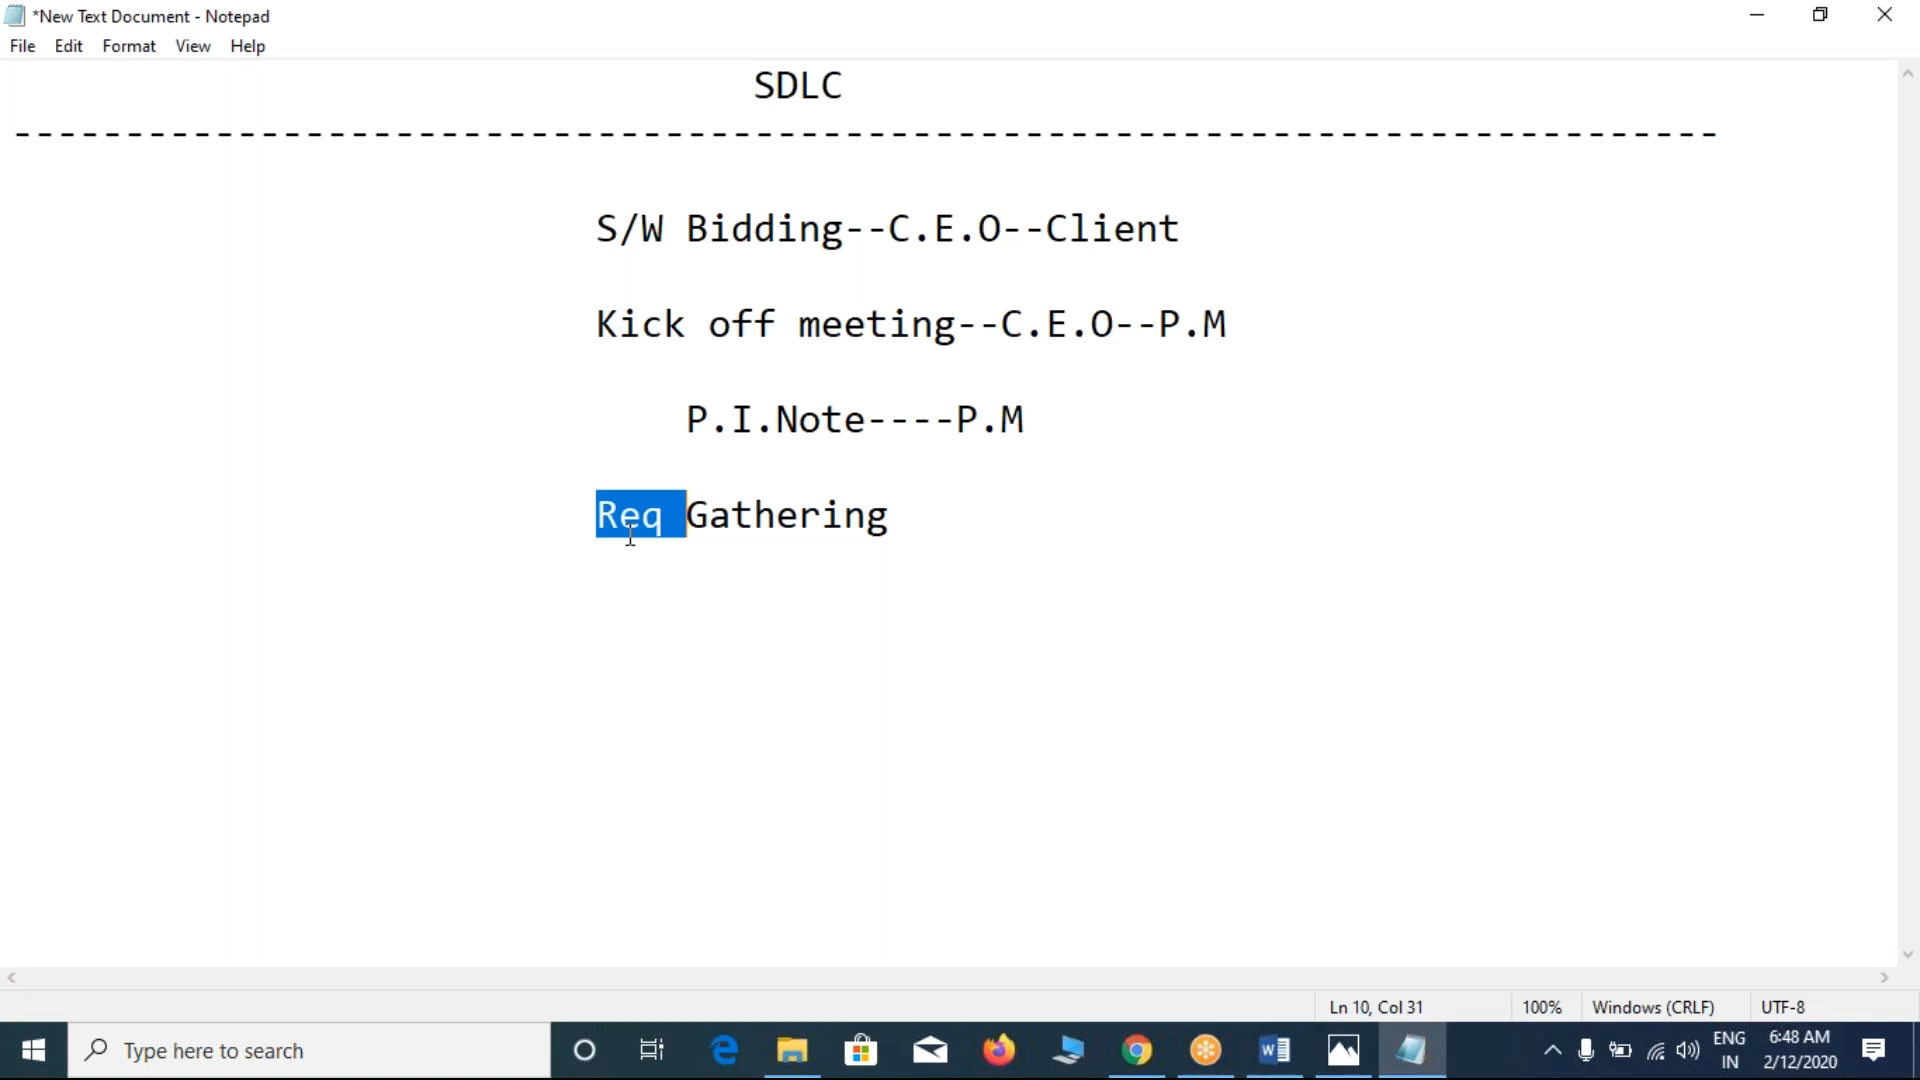 *New Text Document - Notepad
File Edit Format View Help
SDLC
----------------------------------------------------------------------------
S/W Bidding--C.E.O--Client
Kick off meeting--C.E.O--P.M
P.I.Note----P.M
Req Gathering
Ln 10, Col 31 100% Windows (CRLF) UTF-8
Type here to search
ENG
IN
6:48 AM
2/12/2020